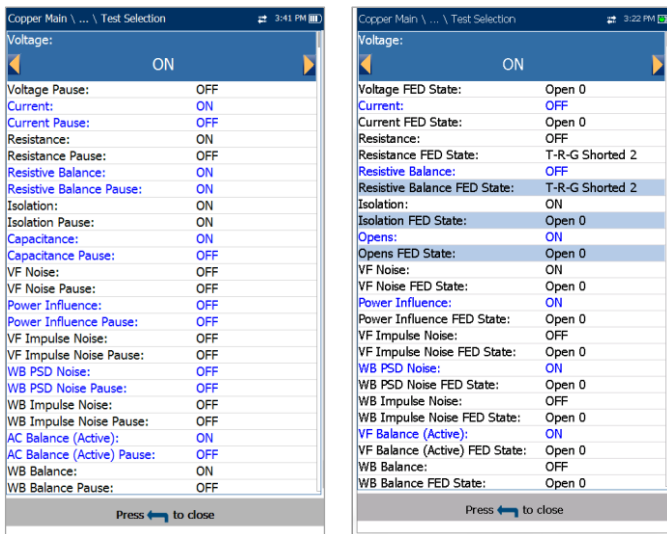 Copper Main \ ... \ Test Selection 3:41 PM
Voltage:
ON
Voltage Pause: OFF
Current: ON
Current Pause: OFF
Resistance: ON
Resistance Pause: OFF
Resistive Balance: ON
Resistive Balance Pause: ON
Isolation: ON
Isolation Pause: OFF
Capacitance: ON
Capacitance Pause: OFF
VF Noise: OFF
VF Noise Pause: OFF
Power Influence: OFF
Power Influence Pause: OFF
VF Impulse Noise: OFF
VF Impulse Noise Pause: OFF
WB PSD Noise: OFF
WB PSD Noise Pause: OFF
WB Impulse Noise: OFF
WB Impulse Noise Pause: OFF
AC Balance (Active): ON
AC Balance (Active) Pause: OFF
WB Balance: ON
WB Balance Pause: OFF
Press to close
Copper Main \ ... \ Test Selection 3:22 PM
Voltage:
ON
Voltage FED State: Open 0
Current: OFF
Current FED State: Open 0
Resistance: OFF
Resistance FED State: T-R-G Shorted 2
Resistive Balance: OFF
Resistive Balance FED State: T-R-G Shorted 2
Isolation: ON
Isolation FED State: Open 0
Opens: ON
Opens FED State: Open 0
VF Noise: ON
VF Noise FED State: Open 0
Power Influence: ON
Power Influence FED State: Open 0
VF Impulse Noise: OFF
VF Impulse Noise FED State: Open 0
WB PSD Noise: ON
WB PSD Noise FED State: Open 0
WB Impulse Noise: OFF
WB Impulse Noise FED State: Open 0
VF Balance (Active): ON
VF Balance (Active) FED State: Open 0
WB Balance: OFF
WB Balance FED State: Open 0
Press to close